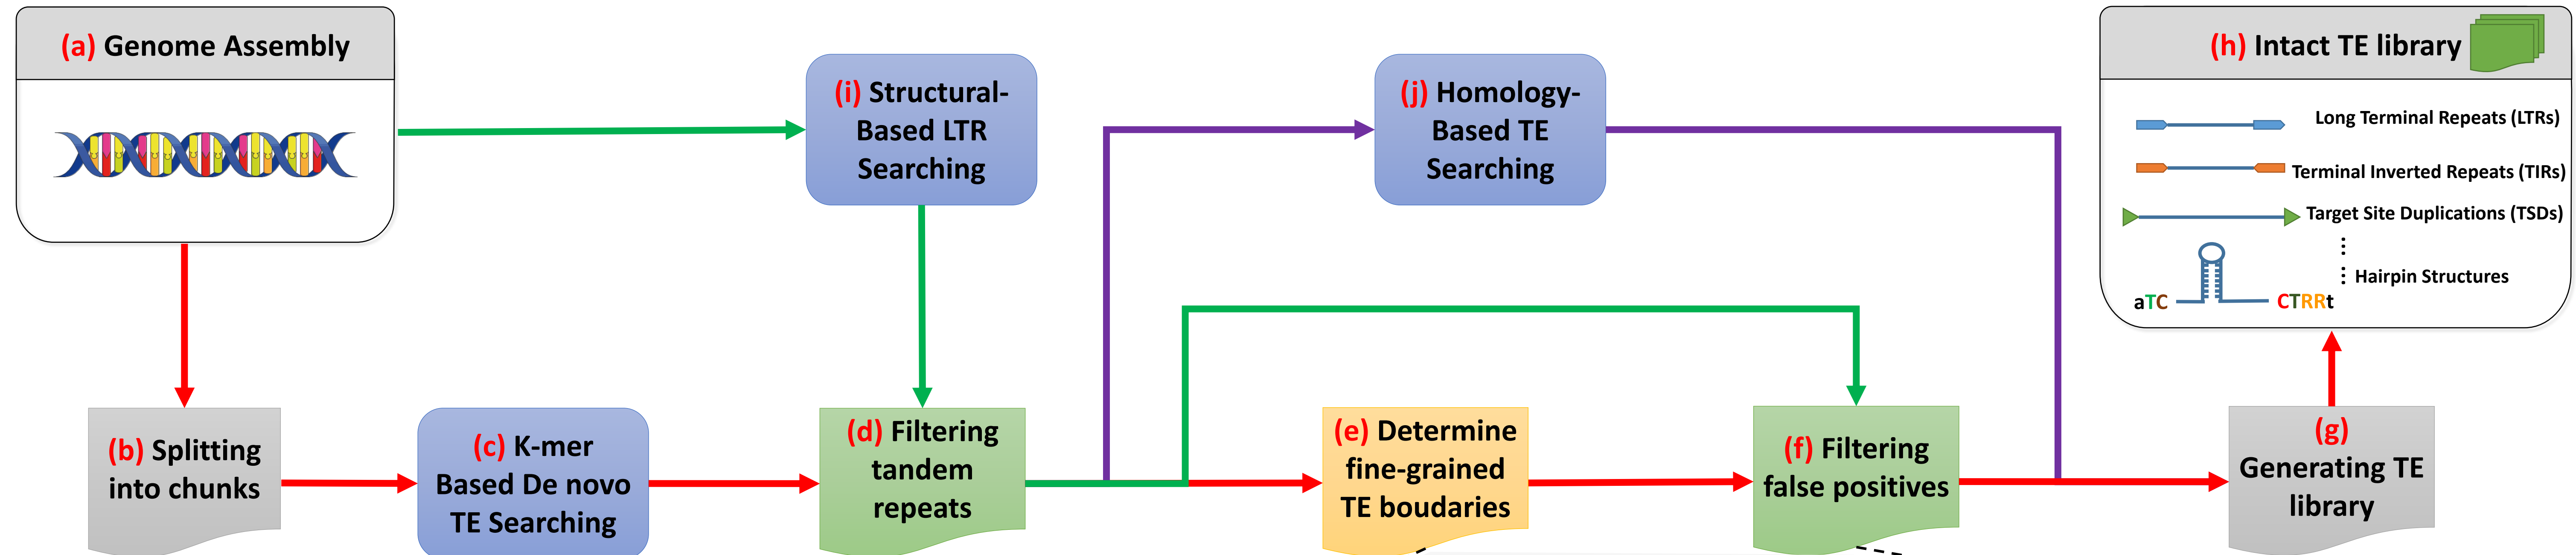 (a) Genome Assembly
(i) Structural-
Based LTR
Searching
(j) Homology-
Based TE
Searching
(h) Intact TE library
Long Terminal Repeats (LTRs)
Terminal Inverted Repeats (TIRs)
Target Site Duplications (TSDs)
Hairpin Structures
aTC CTRRt
(b) Splitting
into chunks
(c) K-mer
Based De novo
TE Searching
(d) Filtering
tandem
repeats
(e) Determine
fine-grained
TE boudaries
(f) Filtering
false positives
(g)
Generating TE
library